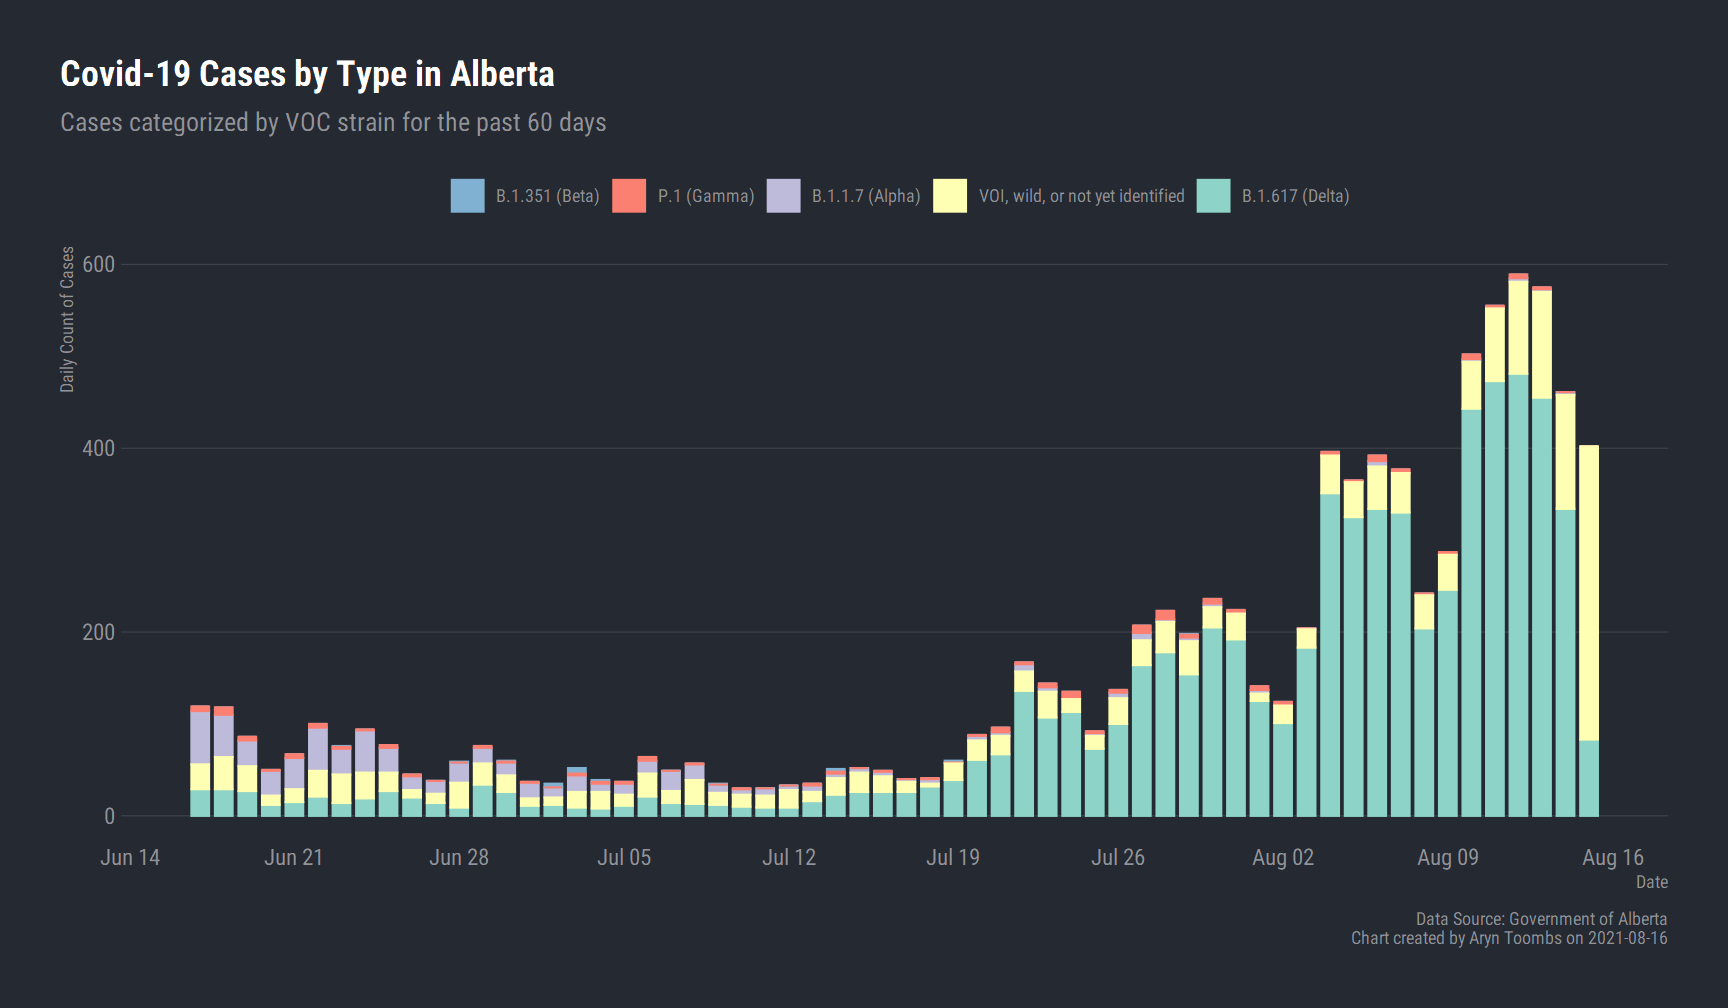 Covid-19 Cases by Type in Alberta
Cases categorized by VOC strain for the past 60 days
B.1.351 (Beta) P.1 (Gamma) B.1.1.7 (Alpha) VOI, wild, or not yet identified B.1.617 (Delta)
Daily Count of Cases
600
400
200
0
Jun 14 Jun 21 Jun 28 Jul 05 Jul 12 Jul 19 Jul 26 Aug 02 Aug 09 Aug 16
Date
Data Source: Government of Alberta
Chart created by Aryn Toombs on 2021-08-16